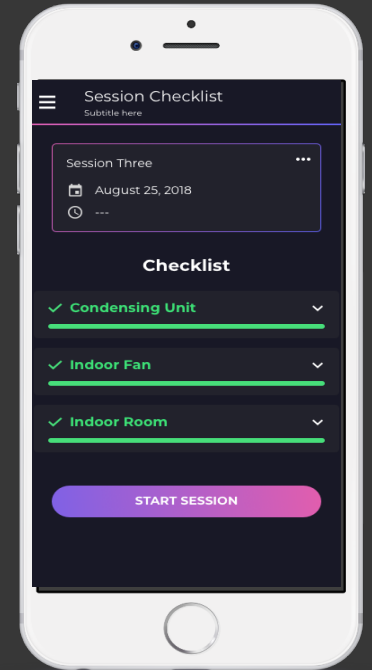 Session Checklist
Subtitle here
Session Three
August 25, 2018
---
Checklist
Condensing Unit
Indoor Fan
Indoor Room
START SESSION